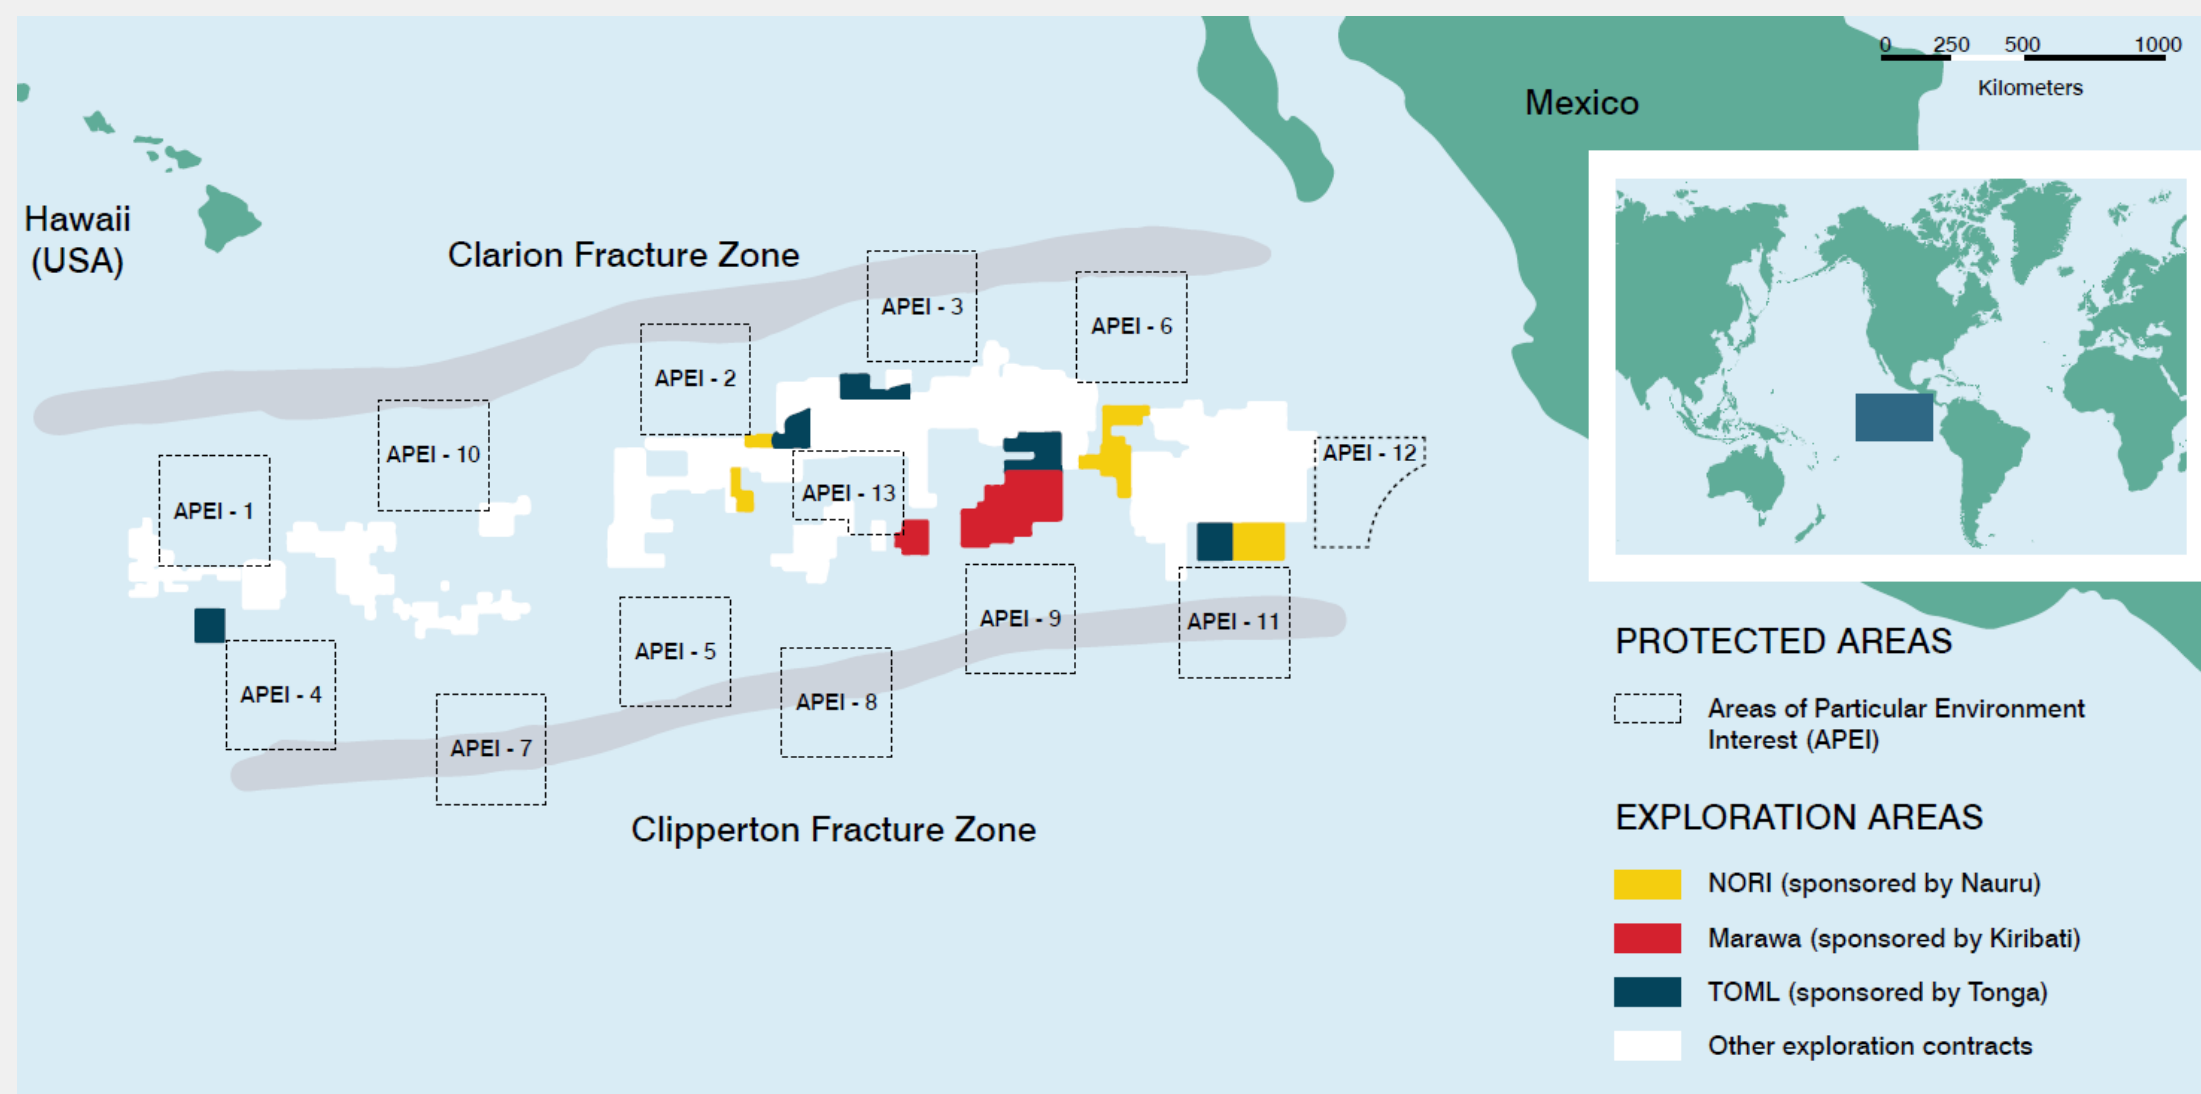 0 250 500 1000
Kilometers
Mexico
Hawaii
(USA)
Clarion Fracture Zone
APEI - 3
APEI - 6
APEI - 2
APEI - 10
APEI - 12
APEI - 13
APEI - 1
APEI - 9
APEI - 11
APEI - 5
APEI - 4
APEI - 8
APEI - 7
Clipperton Fracture Zone
PROTECTED AREAS
Areas of Particular Environment
Interest (APEI)
EXPLORATION AREAS
NORI (sponsored by Nauru)
Marawa (sponsored by Kiribati)
TOML (sponsored by Tonga)
Other exploration contracts